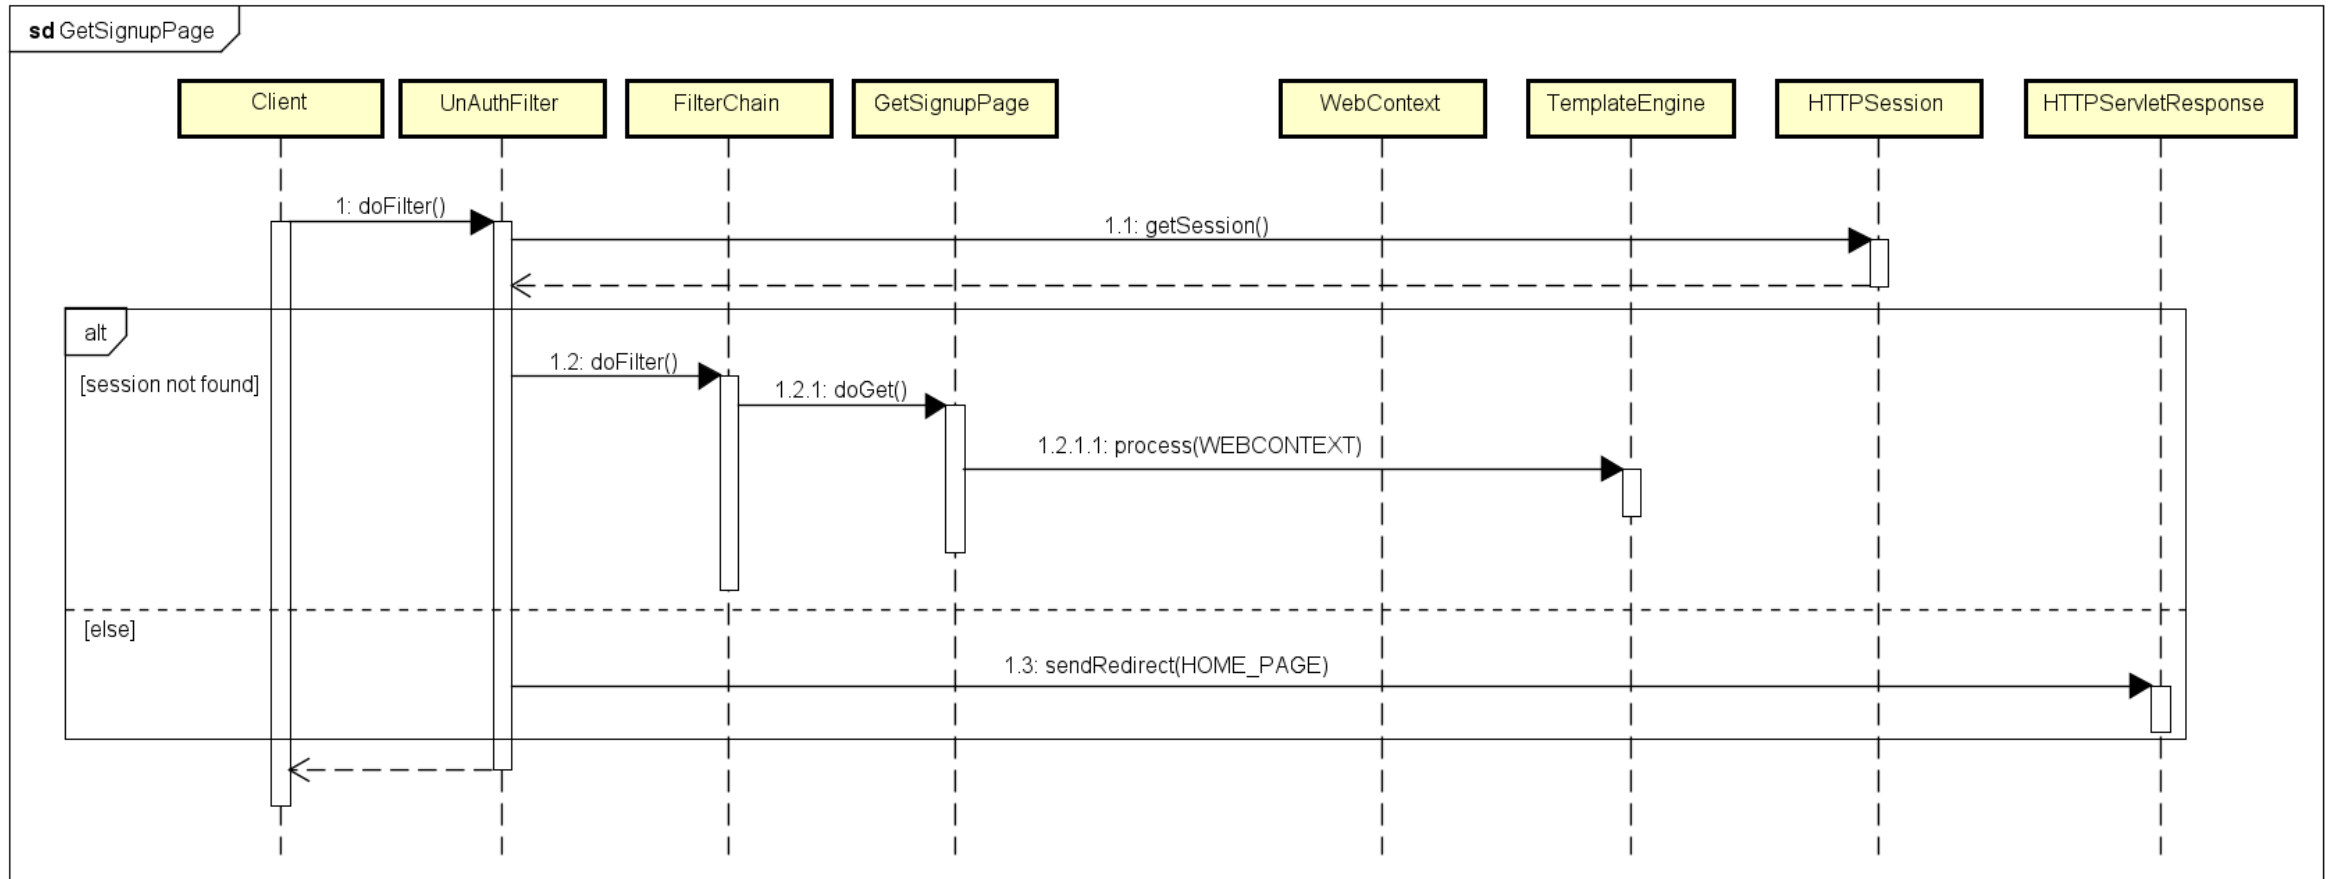 sd GetSignupPage
Client
UnAuthFilter
FilterChain
GetSignupPage
WebContext
TemplateEngine
HTTPSession
HTTPServletResponse
1: doFilter()
1.1: getSession()
alt
[session not found]
1.2: doFilter()
1.2.1: doGet()
1.2.1.1: process(WEBCONTEXT)
[else]
1.3: sendRedirect(HOME_PAGE)